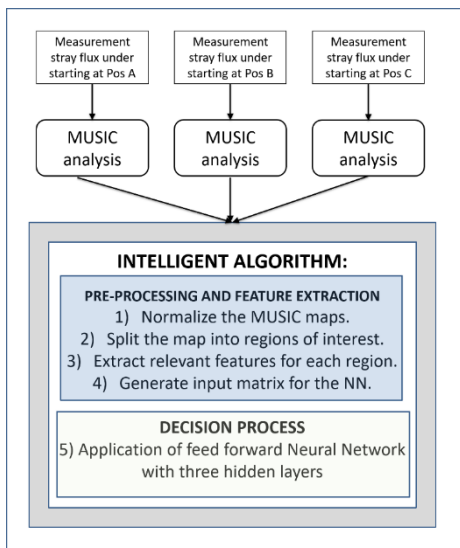 Measurement
stray flux under
starting at Pos A
Measurement
stray flux under
starting at Pos B
Measurement
stray flux under
starting at Pos C
MUSIC
analysis
MUSIC
analysis
MUSIC
analysis
INTELLIGENT ALGORITHM:
PRE-PROCESSING AND FEATURE EXTRACTION
1) Normalize the MUSIC maps.
2) Split the map into regions of interest.
3) Extract relevant features for each region.
4) Generate input matrix for the NN.
DECISION PROCESS
5) Application of feed forward Neural Network
with three hidden layers